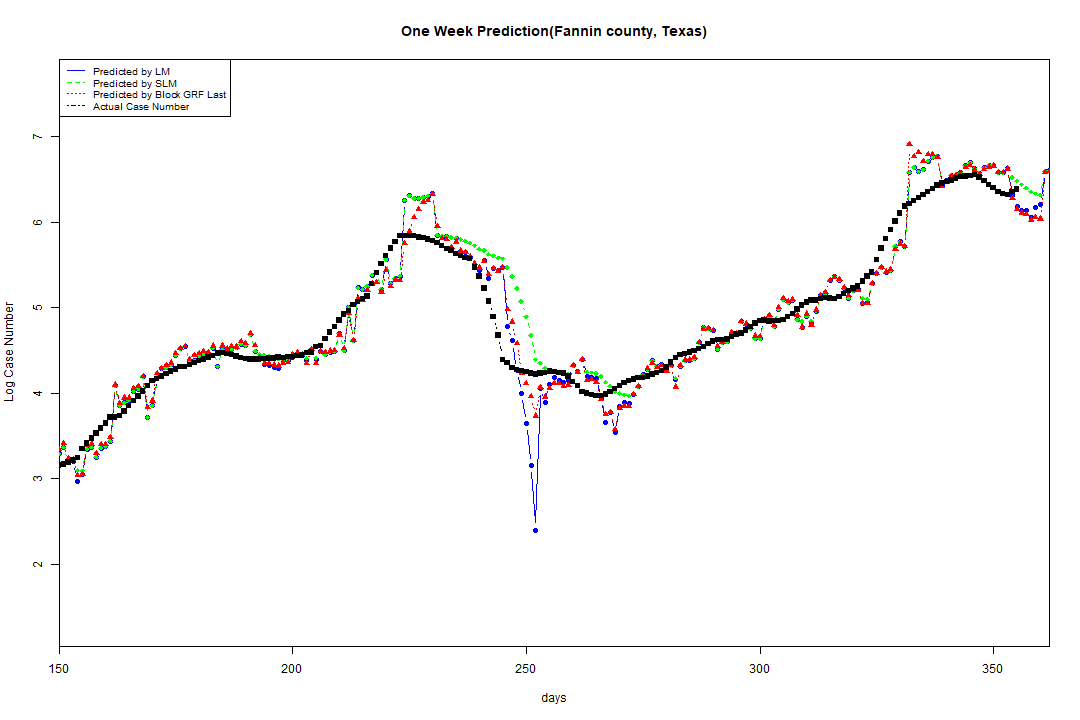 One Week Prediction(Fannin county, Texas)
Predicted by LM
Predicted by SLM
Predicted by Block GRF Last
Actual Case Number
7
6
5
4
3
2
Log Case Number
150 200 250 300 350
days